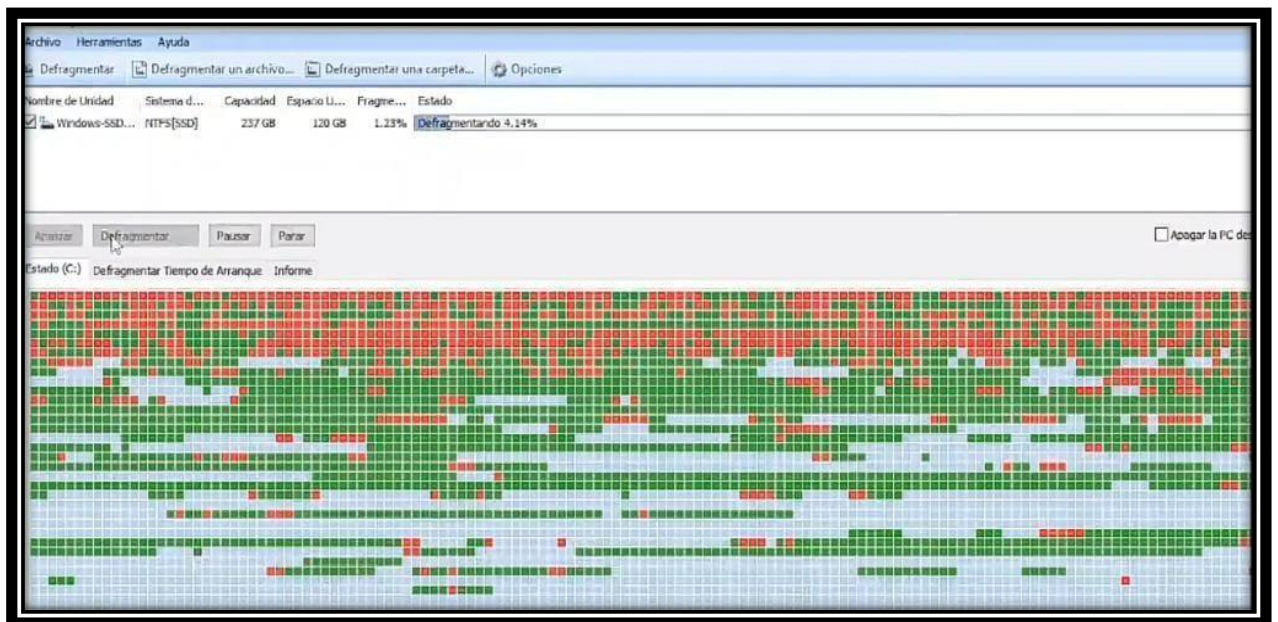 Archivo Herramientas Ayuda
Defragmentar Defragmentar un archivo... Defragmentar una carpeta... Opciones
Nombre de Unidad Sistema d... Capacidad Espacio Li... Fragme... Estado
Windows-SSD... NTFS[SSD] 237 GB 120 GB 1.23% Defragmentando 4.14%
Analizar Defragmentar Pausar Parar Apagar la PC des
Estado (C:) Defragmentar Tiempo de Arranque Informe